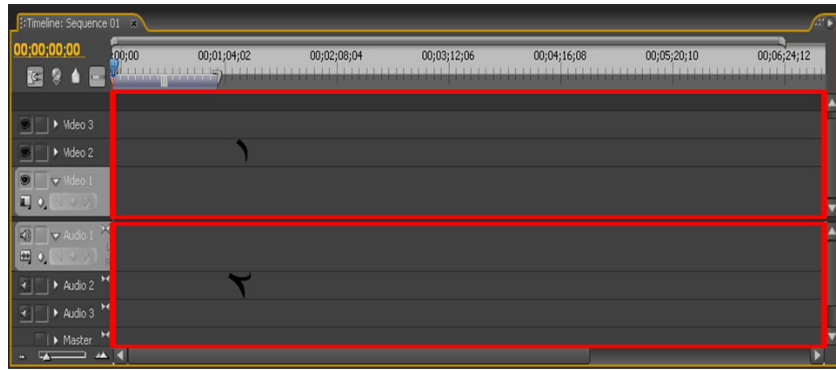 Timeline: Sequence 01 ×
00;00;00;00
00;00 00;01;04;02 00;02;08;04 00;03;12;06 00;04;16;08 00;05;20;10 00;06;24;12
Video 3
Video 2
١
Video 1
Audio 1
L
R
Audio 2
٢
Audio 3
Master